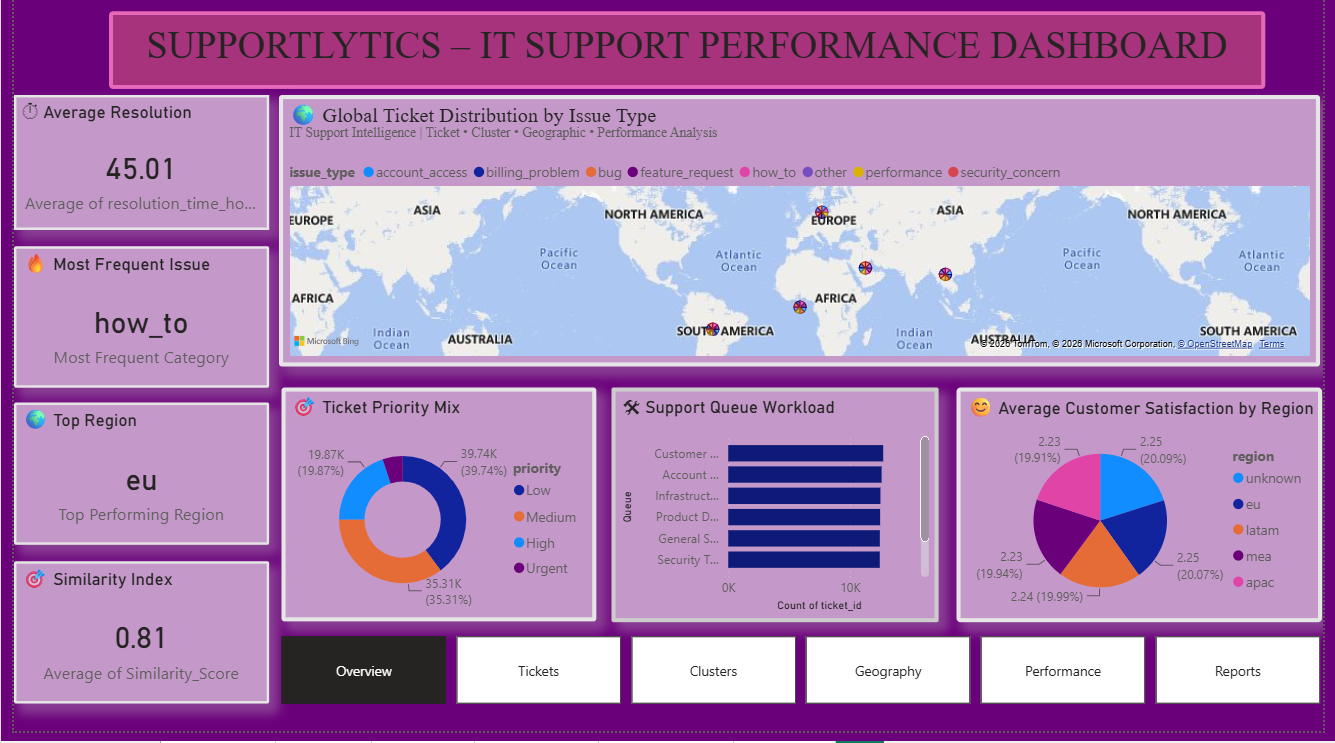 SUPPORTLYTICS – IT SUPPORT PERFORMANCE DASHBOARD
Average Resolution
45.01
Average of resolution_time_ho...
Most Frequent Issue
how_to
Most Frequent Category
Top Region
eu
Top Performing Region
Similarity Index
0.81
Average of Similarity_Score
Global Ticket Distribution by Issue Type
IT Support Intelligence | Ticket • Cluster • Geographic • Performance Analysis
issue_type account_access billing_problem bug feature_request how_to other performance security_concern
EUROPE ASIA NORTH AMERICA EUROPE ASIA NORTH AMERICA
Pacific Ocean Atlantic Ocean Pacific Ocean Atlantic Ocean
AFRICA AFRICA
Indian Ocean AUSTRALIA SOUTH AMERICA Indian Ocean AUSTRALIA SOUTH AMERICA
Microsoft Bing
© 2026 TomTom, © 2026 Microsoft Corporation, © OpenStreetMap Terms
Ticket Priority Mix
19.87K
(19.87%)
39.74K
(39.74%)
35.31K
(35.31%)
priority
Low
Medium
High
Urgent
Support Queue Workload
Queue
Customer ...
Account ...
Infrastruct...
Product D...
General S...
Security T...
0K 10K
Count of ticket_id
Average Customer Satisfaction by Region
2.23
(19.91%)
2.25
(20.09%)
2.23
(19.94%)
2.25
(20.07%)
2.24 (19.99%)
region
unknown
eu
latam
mea
apac
Overview Tickets Clusters Geography Performance Reports